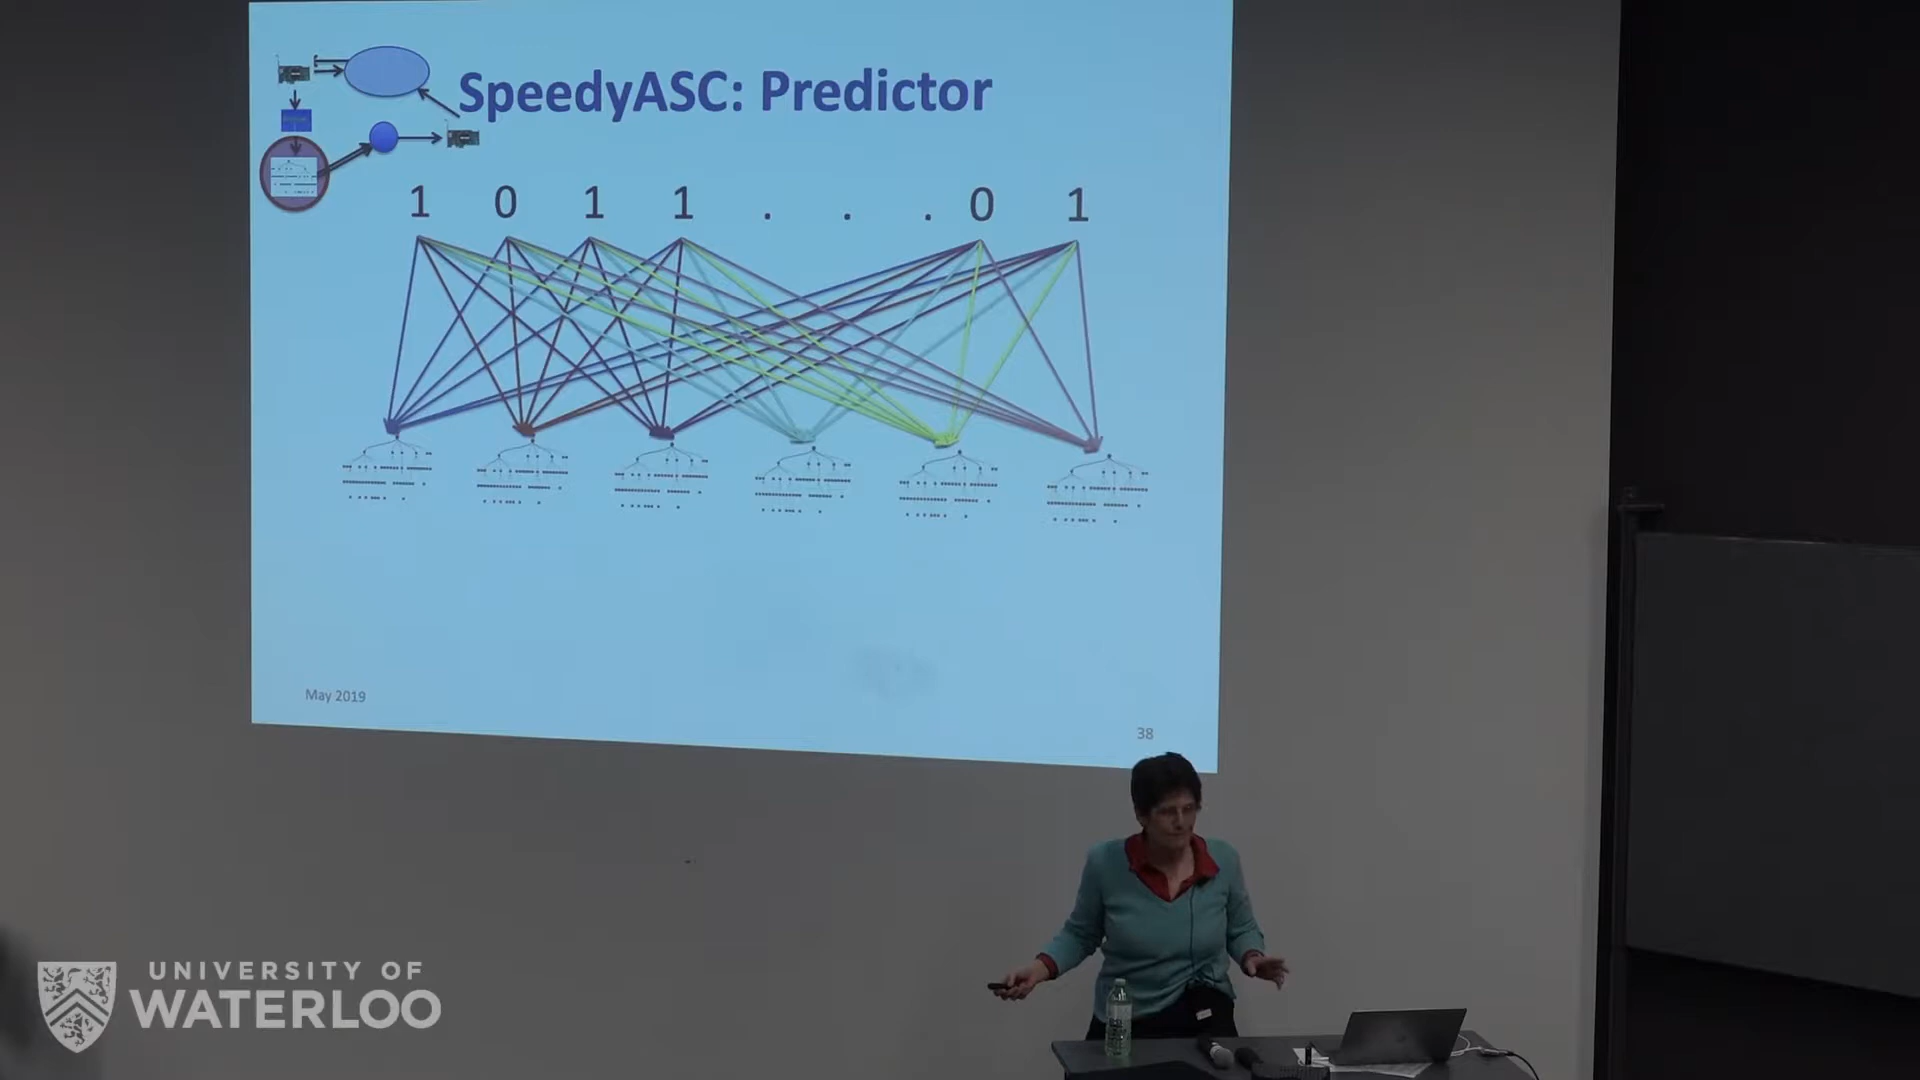 SpeedyASC: Predictor
1 0 1 1 . . . 0 1
May 2019
38
UNIVERSITY OF
WATERLOO